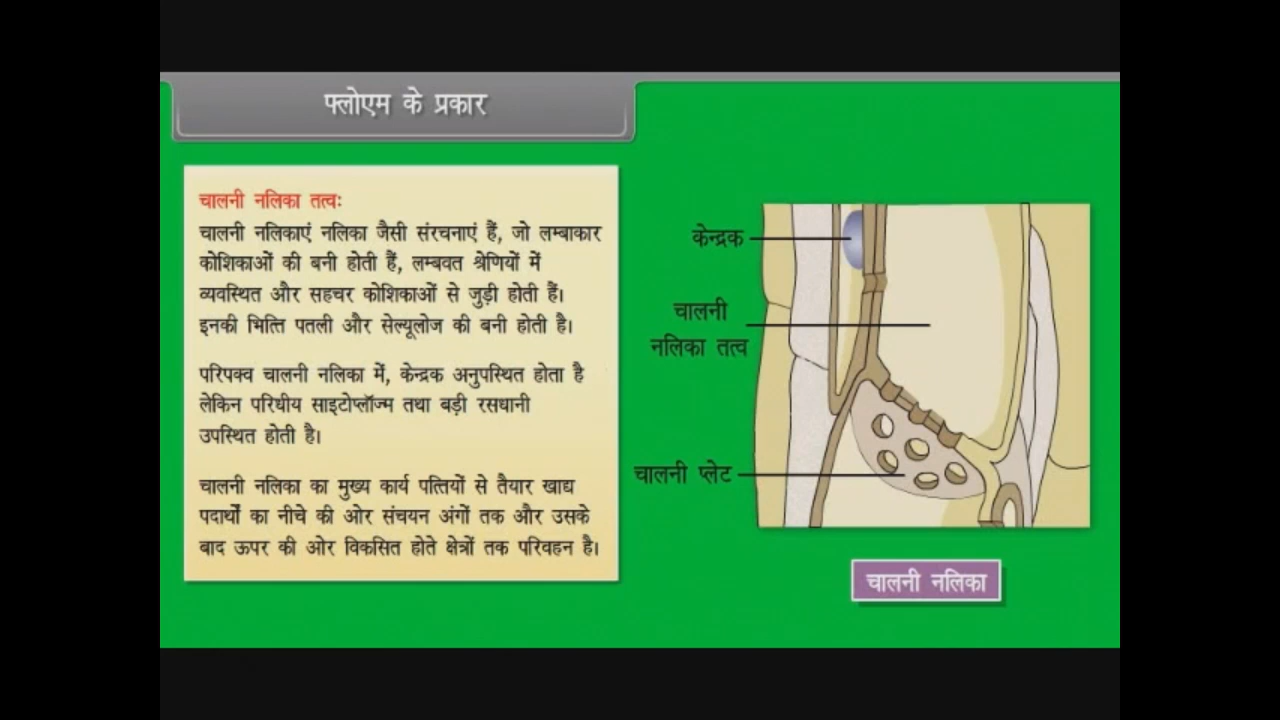 फ्लोएम के प्रकार
चालनी नलिका तत्वः
चालनी नलिकाएं नलिका जैसी संरचनाएं हैं, जो लम्बाकार
कोशिकाओं की बनी होती हैं, लम्बवत श्रेणियों में
व्यवस्थित और सहचर कोशिकाओं से जुड़ी होती हैं।
इनकी भित्ति पतली और सेल्यूलोज की बनी होती है।
परिपक्व चालनी नलिका में, केन्द्रक अनुपस्थित होता है
लेकिन परिधीय साइटोप्लॉज्म तथा बड़ी रसधानी
उपस्थित होती है।
चालनी नलिका का मुख्य कार्य पत्तियों से तैयार खाद्य
पदार्थों का नीचे की ओर संचयन अंगों तक और उसके
बाद ऊपर की ओर विकसित होते क्षेत्रों तक परिवहन है।
केन्द्रक
चालनी
नलिका तत्व
चालनी प्लेट
चालनी नलिका